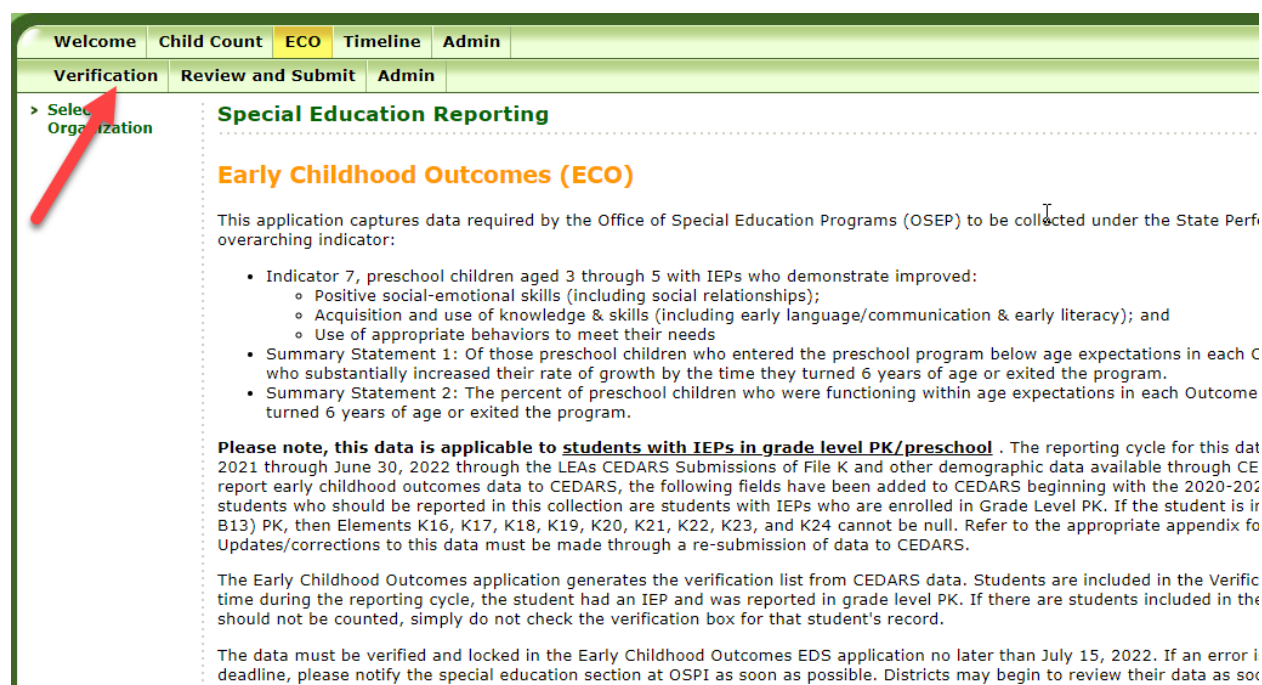 Welcome Child Count ECO Timeline Admin
Verification Review and Submit Admin
Special Education Reporting
Organization
Early Childhood Outcomes (ECO)
This application captures data required by the Office of Special Education Programs (OSEP) to be collected under the State
overarching indicator:
• Indicator 7, preschool children aged 3 through 5 with IEPs who demonstrate improved:
◦ Positive social-emotional skills (including social relationships);
◦ Acquisition and use of knowledge & skills (including early language/communication & early literacy); and
◦ Use of appropriate behaviors to meet their needs
• Summary Statement 1: Of those preschool children who entered the preschool program below age expectations in each
who substantially increased their rate of growth by the time they turned 6 years of age or exited the program.
• Summary Statement 2: The percent of preschool children who were functioning within age expectations in each Outcome
turned 6 years of age or exited the program.
Please note, this data is applicable to students with IEPs in grade level PK/preschool . The reporting cycle for this
2021 through June 30, 2022 through the LEAs CEDARS Submissions of File K and other demographic data available through
report early childhood outcomes data to CEDARS, the following fields have been added to CEDARS beginning with the
students who should be reported in this collection are students with IEPs who are enrolled in Grade Level PK. If the student is
B13) PK, then Elements K16, K17, K18, K19, K20, K21, K22, K23, and K24 cannot be null. Refer to the appropriate appendix
Updates/corrections to this data must be made through a re-submission of data to CEDARS.
The Early Childhood Outcomes application generates the verification list from CEDARS data. Students are included in the
time during the reporting cycle, the student had an IEP and was reported in grade level PK. If there are students included in the
should not be counted, simply do not check the verification box for that student's record.
The data must be verified and locked in the Early Childhood Outcomes EDS application no later than July 15, 2022. If an error
deadline, please notify the special education section at OSPI as soon as possible. Districts may begin to review their data as